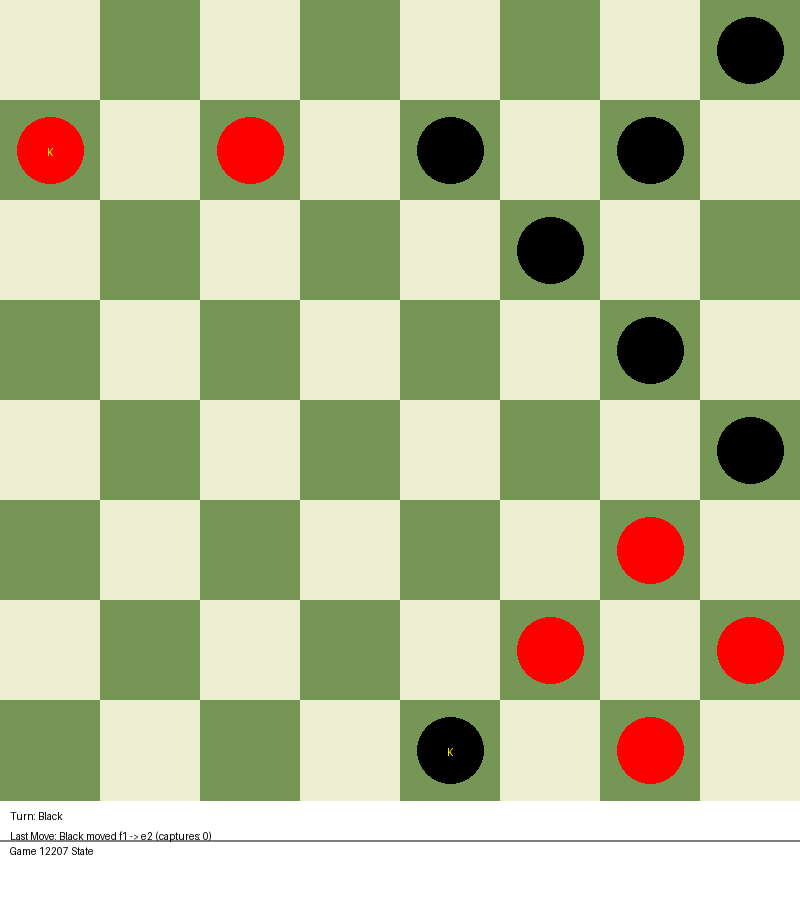 K
K
Turn: Black
Last Move: Black moved f1 -> e2 (captures: 0)
Game 12207 State